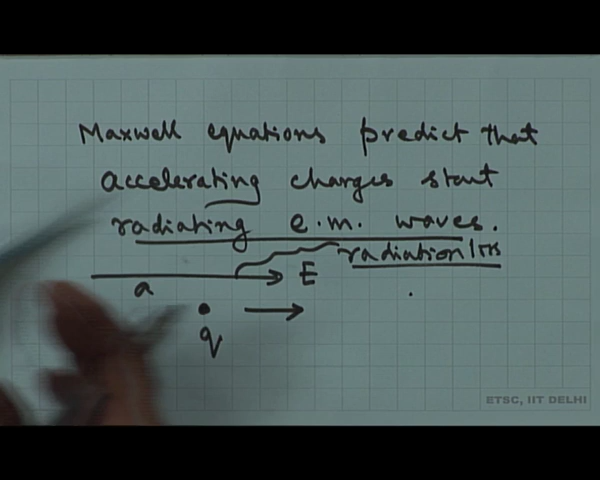 Maxwell equations predict that
accelerating charges start
radiating e.m. waves.
radiation loss
E
a
q
ETSC, IIT DELHI